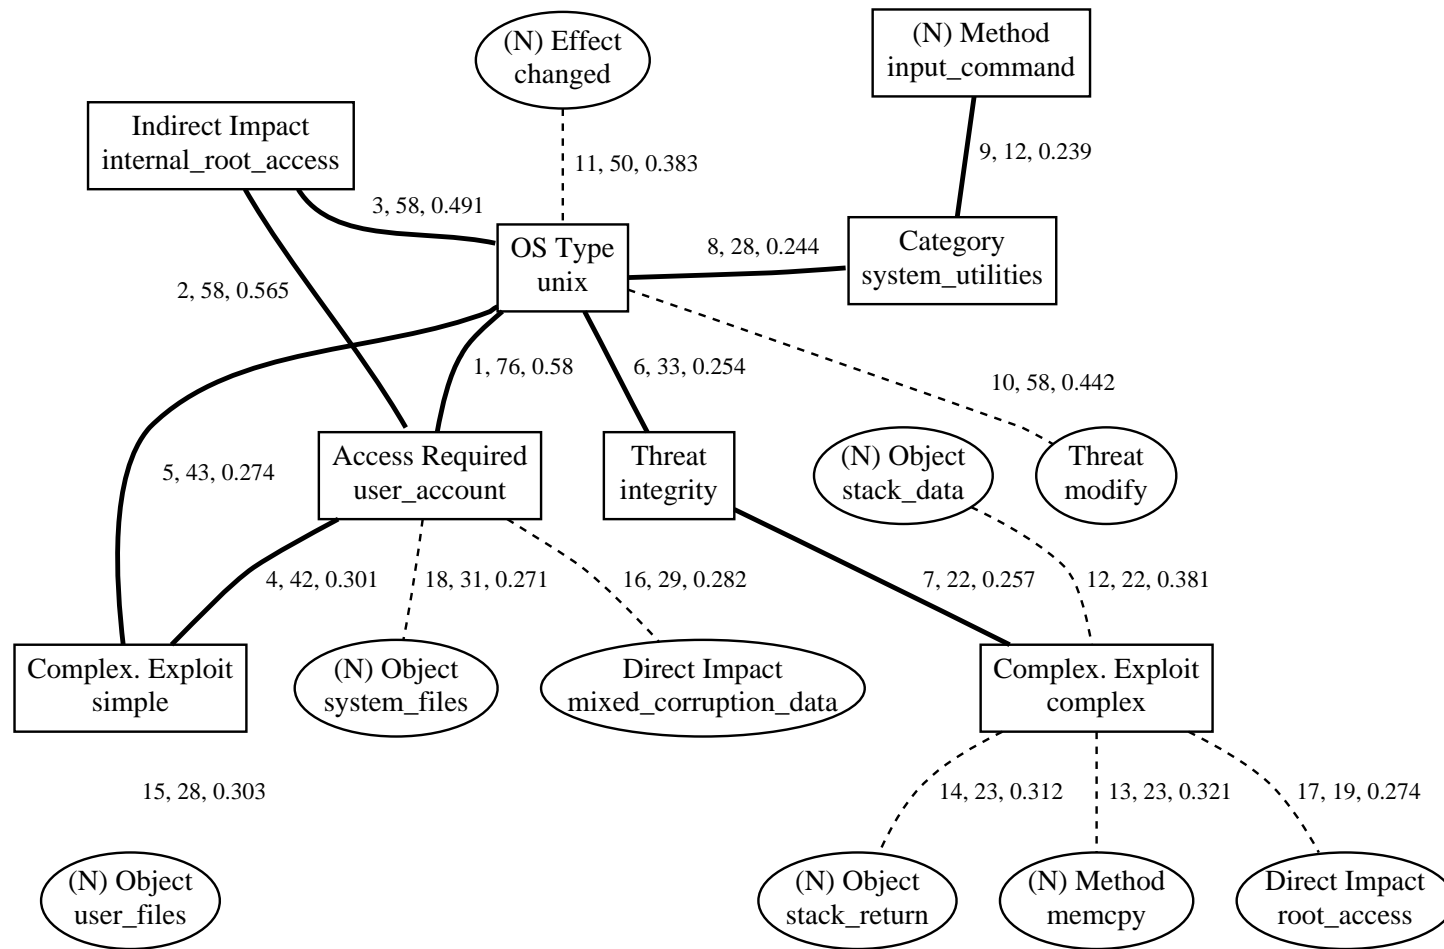 (N) Effect
changed
(N) Method
input_command
Indirect Impact
internal_root_access
11, 50, 0.383
9, 12, 0.239
3, 58, 0.491
OS Type
unix
8, 28, 0.244
Category
system_utilities
2, 58, 0.565
1, 76, 0.58
6, 33, 0.254
10, 58, 0.442
5, 43, 0.274
Access Required
user_account
Threat
integrity
(N) Object
stack_data
Threat
modify
4, 42, 0.301
18, 31, 0.271
16, 29, 0.282
7, 22, 0.257
12, 22, 0.381
Complex. Exploit
simple
(N) Object
system_files
Direct Impact
mixed_corruption_data
Complex. Exploit
complex
15, 28, 0.303
14, 23, 0.312
13, 23, 0.321
17, 19, 0.274
(N) Object
user_files
(N) Object
stack_return
(N) Method
memcpy
Direct Impact
root_access